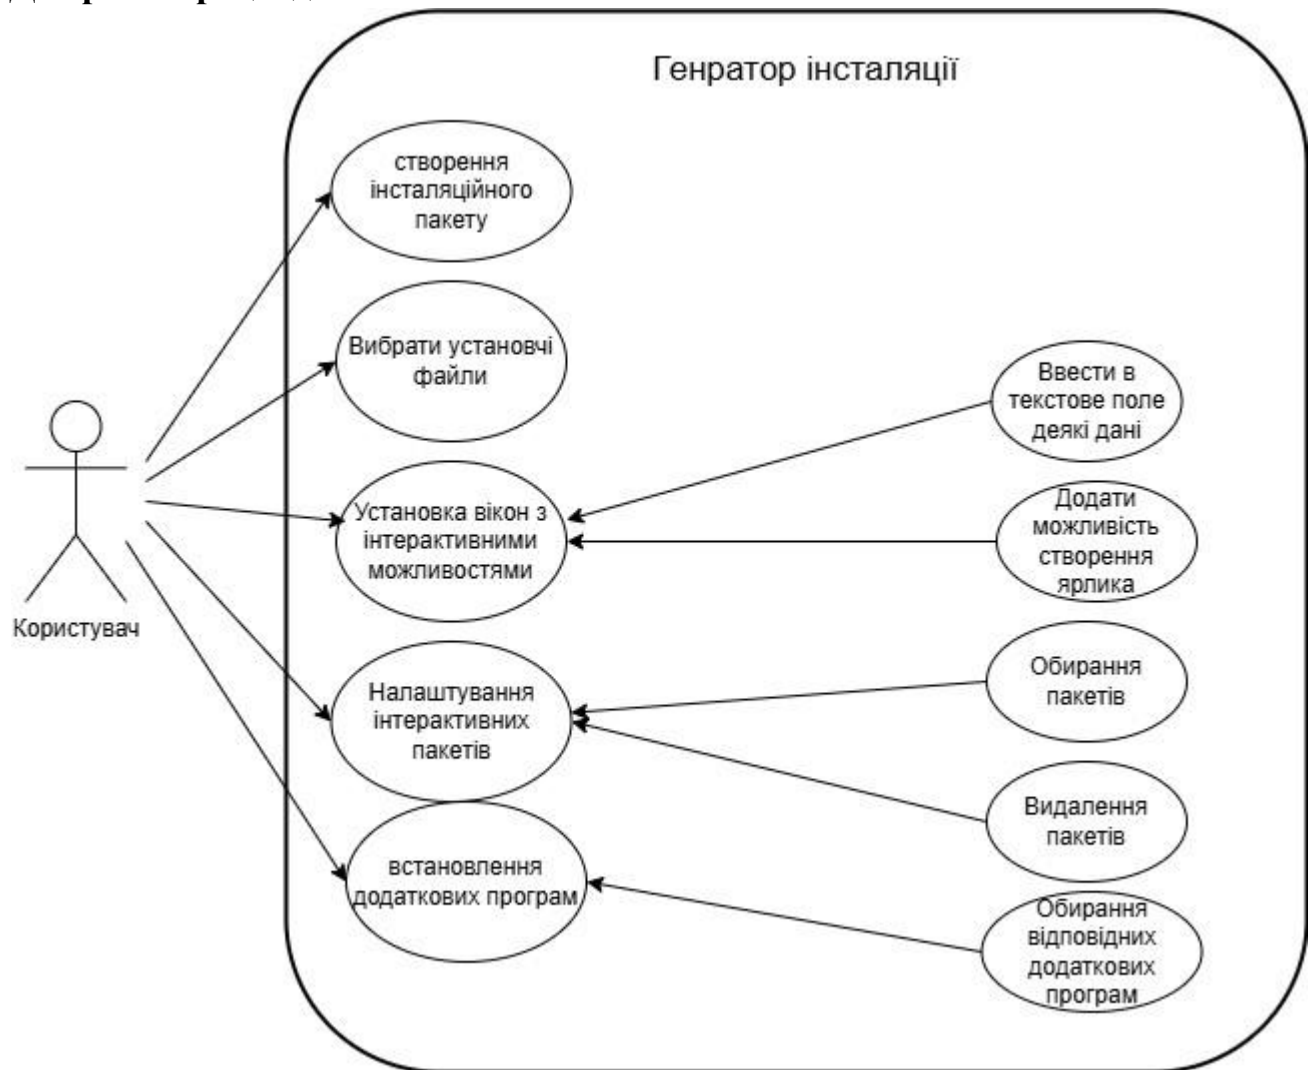 Генратор інсталяції
створення
інсталяційного
пакету
Вибрати установчі
файли
Установка вікон з
інтерактивними
можливостями
Налаштування
інтерактивних
пакетів
встановлення
додаткових програм
Користувач
Ввести в
текстове поле
деякі дані
Додати
можливість
створення
ярлика
Обирання
пакетів
Видалення
пакетів
Обирання
відповідних
додаткових
програм